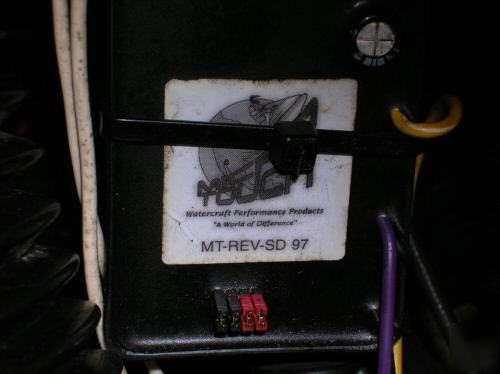 Watercraft Performance Products
"A World of Difference"
MT-REV-SD 97